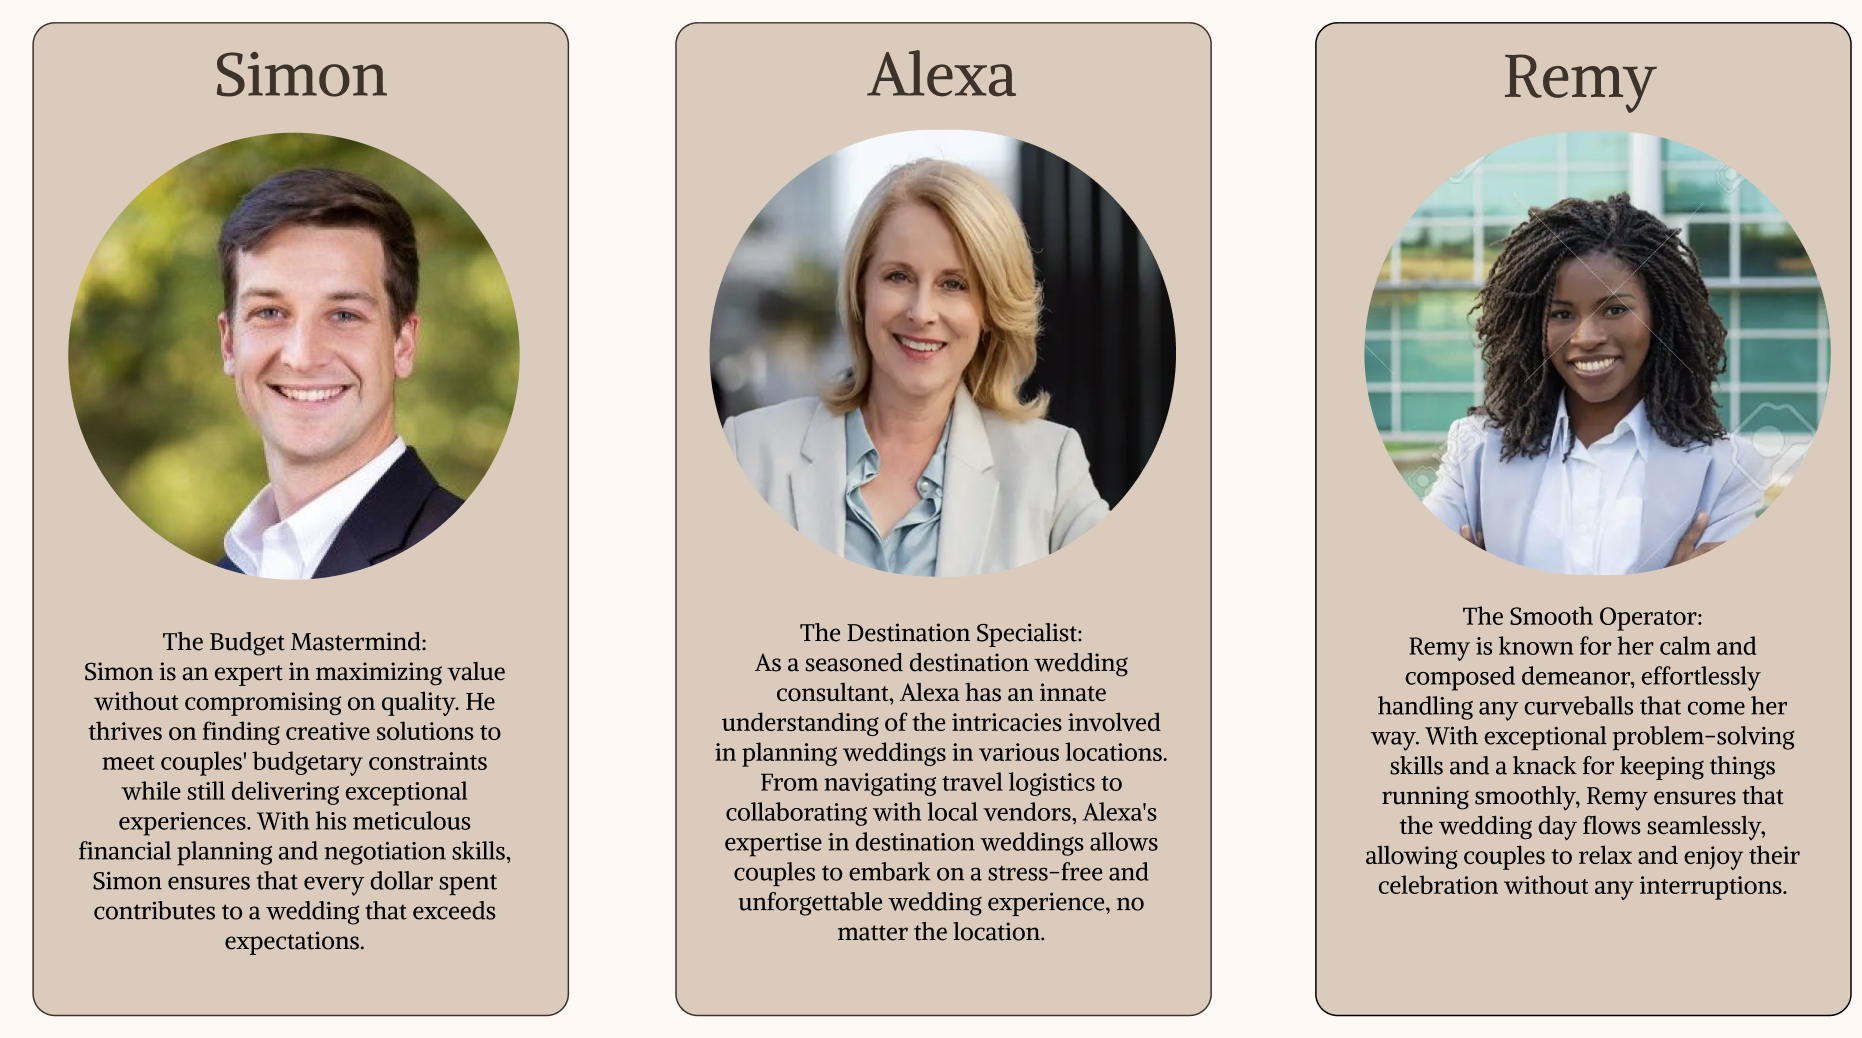 Simon
The Budget Mastermind:
Simon is an expert in maximizing value
without compromising on quality. He
thrives on finding creative solutions to
meet couples' budgetary constraints
while still delivering exceptional
experiences. With his meticulous
financial planning and negotiation skills,
Simon ensures that every dollar spent
contributes to a wedding that exceeds
expectations.
Alexa
The Destination Specialist:
As a seasoned destination wedding
consultant, Alexa has an innate
understanding of the intricacies involved
in planning weddings in various locations.
From navigating travel logistics to
collaborating with local vendors, Alexa's
expertise in destination weddings allows
couples to embark on a stress-free and
unforgettable wedding experience, no
matter the location.
Remy
The Smooth Operator:
Remy is known for her calm and
composed demeanor, effortlessly
handling any curveballs that come her
way. With exceptional problem-solving
skills and a knack for keeping things
running smoothly, Remy ensures that
the wedding day flows seamlessly,
allowing couples to relax and enjoy their
celebration without any interruptions.